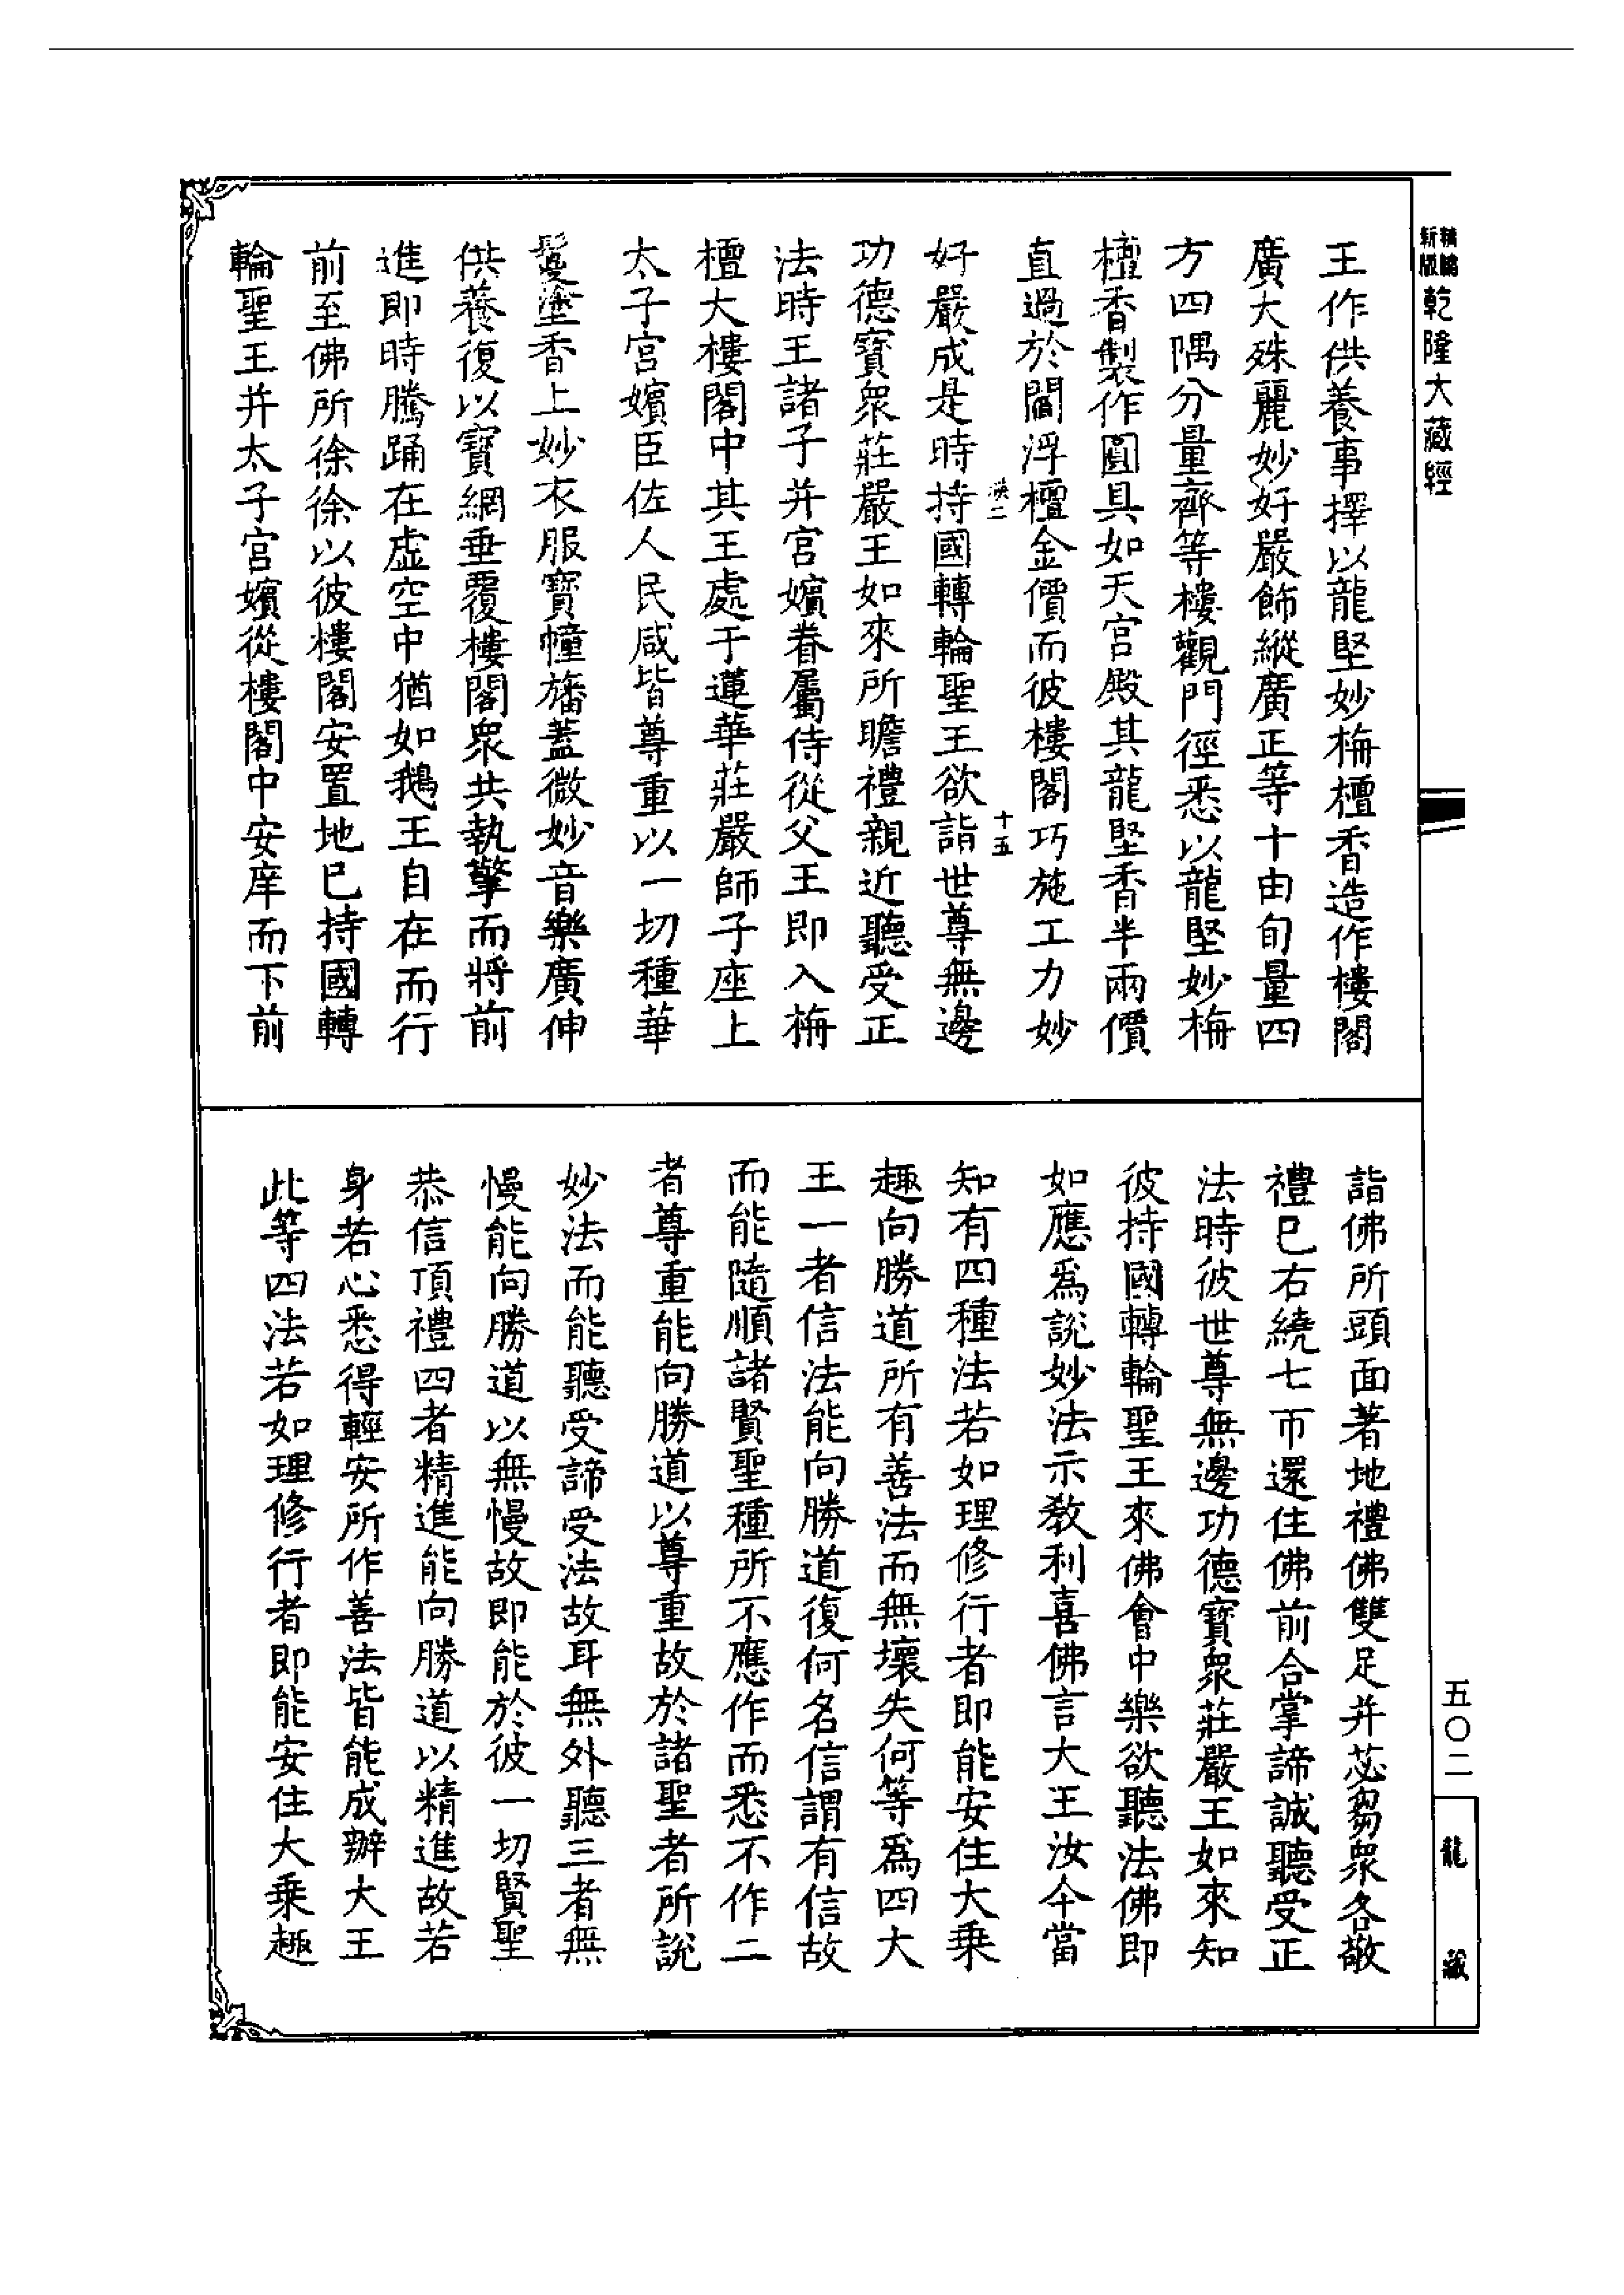 新版
乾隆大藏經
王作供養事擇以龍堅妙栴檀香造作樓閣
廣大殊麗妙好嚴飾縱廣正等十由旬量四
方四隅分量齊等樓觀門徑悉以龍堅妙栴
檀香製作圓具如天宮殿其龍堅香半兩價
直過於閻浮檀金價而彼樓閣巧施工力妙
好嚴成是時持國轉輪聖王欲詣世尊無邊
十五
功德寶眾莊嚴王如來所瞻禮親近聽受正
法時王諸子并宮嬪眷屬侍從父王即入栴
檀大樓閣中其王處于蓮華莊嚴師子座上
太子宮嬪臣佐人民咸皆尊重以一切種華
鬘塗香上妙衣服寶幢旛蓋微妙音樂廣伸
供養復以寶網垂覆樓閣眾共執擎而將前
進即時騰踊在虛空中猶如鵝王自在而行
前至佛所徐徐以彼樓閣安置地已持國轉
輪聖王并太子宮嬪從樓閣中安庠而下前
詣佛所頭面著地禮佛雙足并苾芻眾各敬
禮已右繞七帀還住佛前合掌諦誠聽受正
法時彼世尊無邊功德寶眾莊嚴王如來知
彼持國轉輪聖王來佛會中樂欲聽法佛即
如應為說妙法示教利喜佛言大王汝今當
知有四種法若如理修行者即能安住大乘
趣向勝道所有善法而無壞失何等為四大
王一者信法能向勝道復何名信謂有信故
而能隨順諸賢聖種所不應作而悉不作二
者尊重能向勝道以尊重故於諸聖者所說
妙法而能聽受諦受法故耳無外聽三者無
慢能向勝道以無慢故即能於彼一切賢聖
恭信頂禮四者精進能向勝道以精進故若
身若心悉得輕安所作善法皆能成辦大王
此等四法若如理修行者即能安住大乘趣
五〇二
龍藏